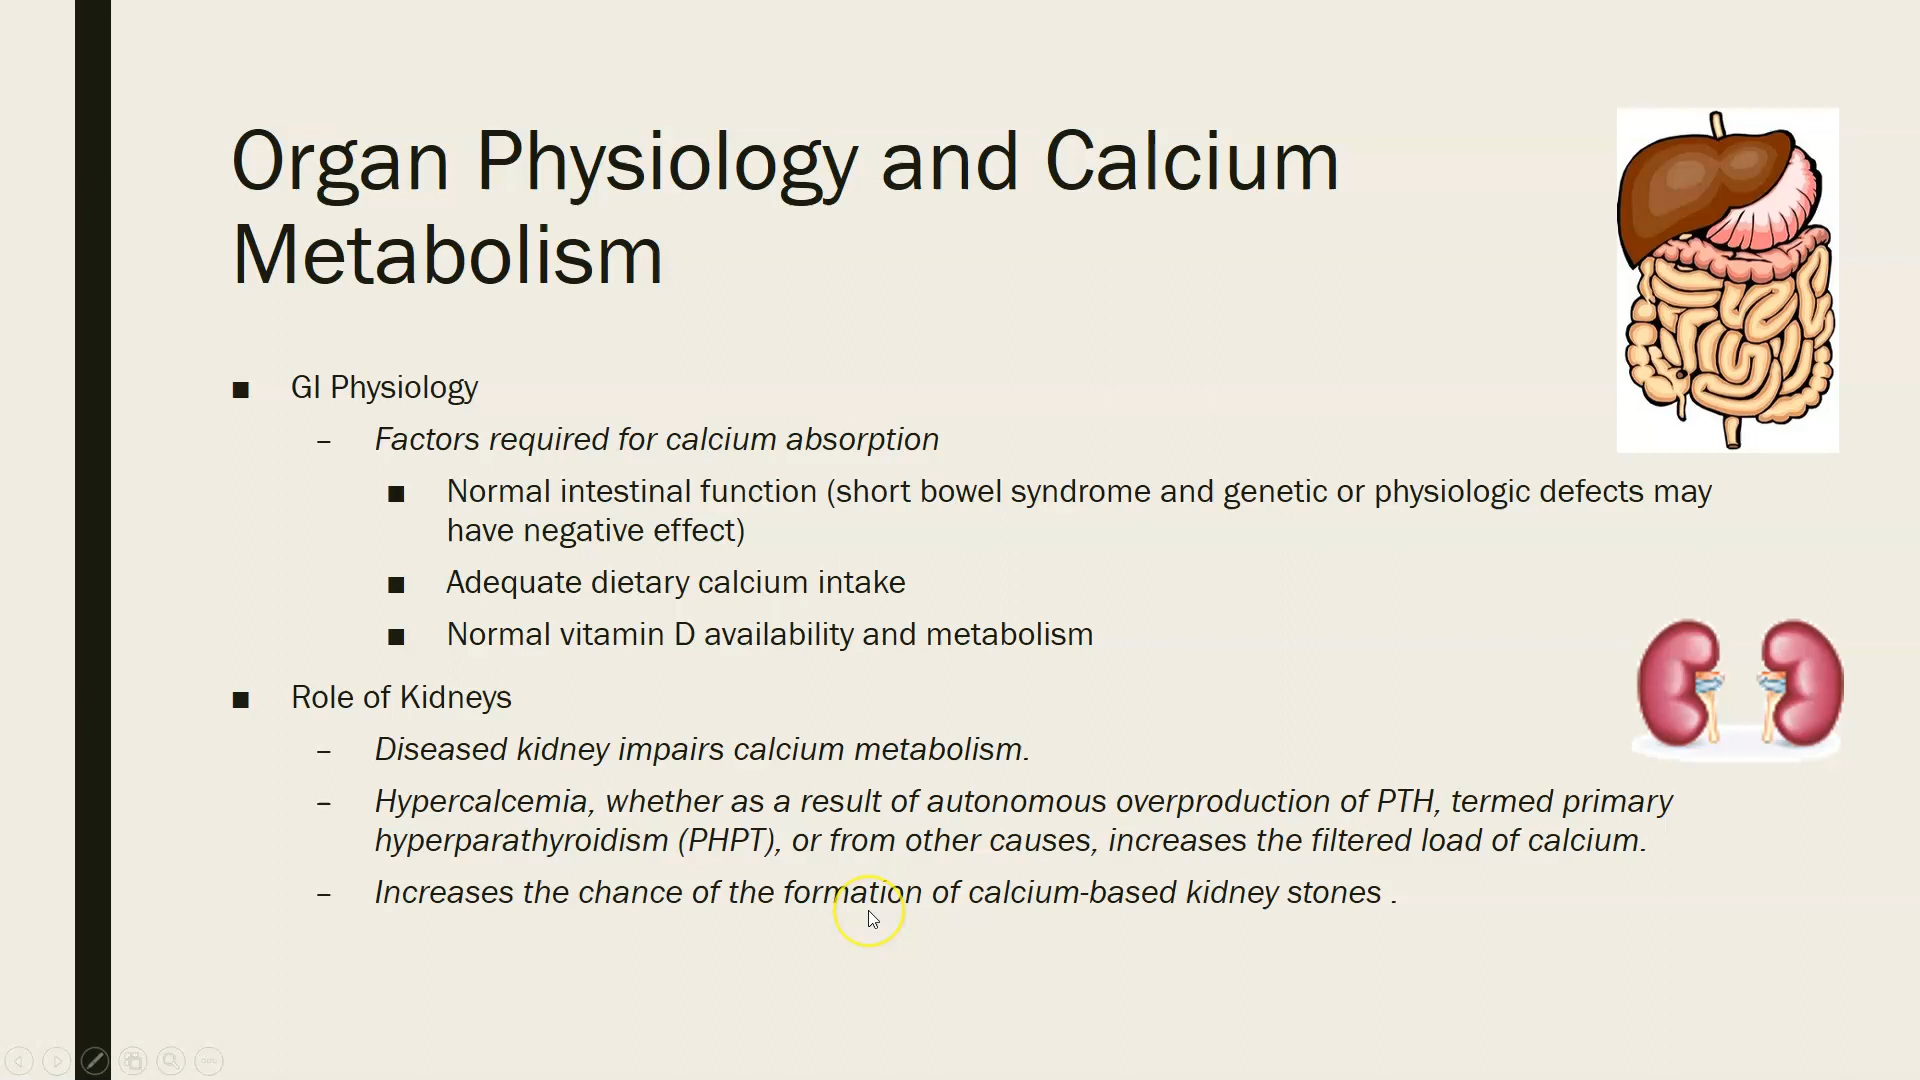 Organ Physiology and Calcium
Metabolism
■ GI Physiology
– Factors required for calcium absorption
■ Normal intestinal function (short bowel syndrome and genetic or physiologic defects may
have negative effect)
■ Adequate dietary calcium intake
■ Normal vitamin D availability and metabolism
■ Role of Kidneys
– Diseased kidney impairs calcium metabolism.
– Hypercalcemia, whether as a result of autonomous overproduction of PTH, termed primary
hyperparathyroidism (PHPT), or from other causes, increases the filtered load of calcium.
– Increases the chance of the formation of calcium-based kidney stones .